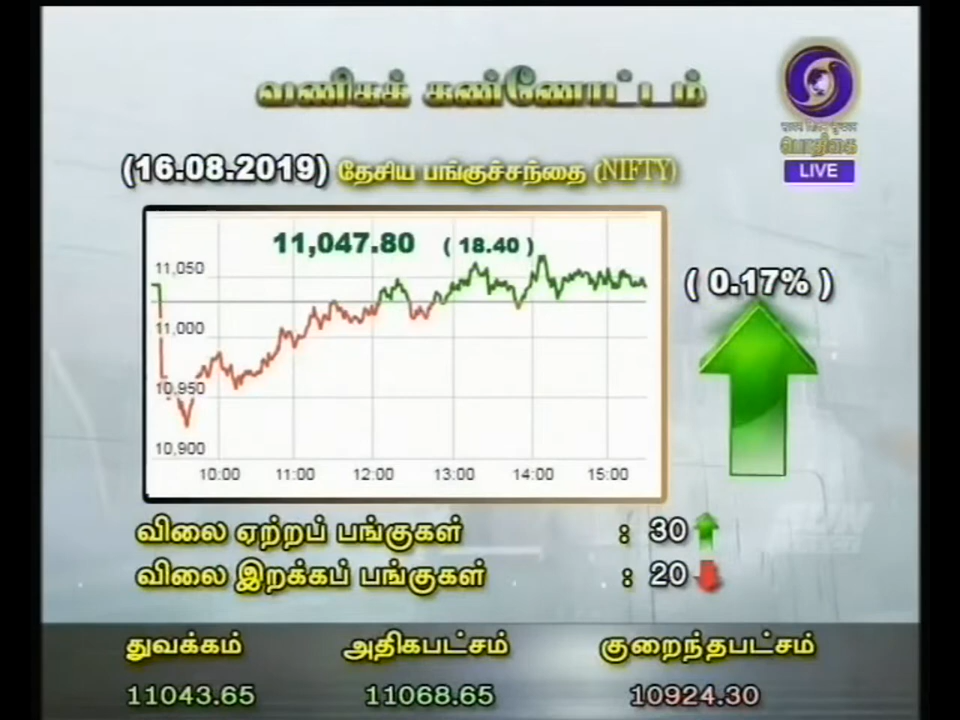 வணிகக் கண்ணோட்டம்
பொதிகை
LIVE
(16.08.2019) தேசிய பங்குச்சந்தை (NIFTY)
11,047.80 ( 18.40 )
( 0.17% )
11,050
11,000
10,950
10,900
10:00 11:00 12:00 13:00 14:00 15:00
விலை ஏற்றப் பங்குகள் : 30
விலை இறக்கப் பங்குகள் : 20
துவக்கம் அதிகபட்சம் குறைந்தபட்சம்
11043.65 11068.65 10924.30